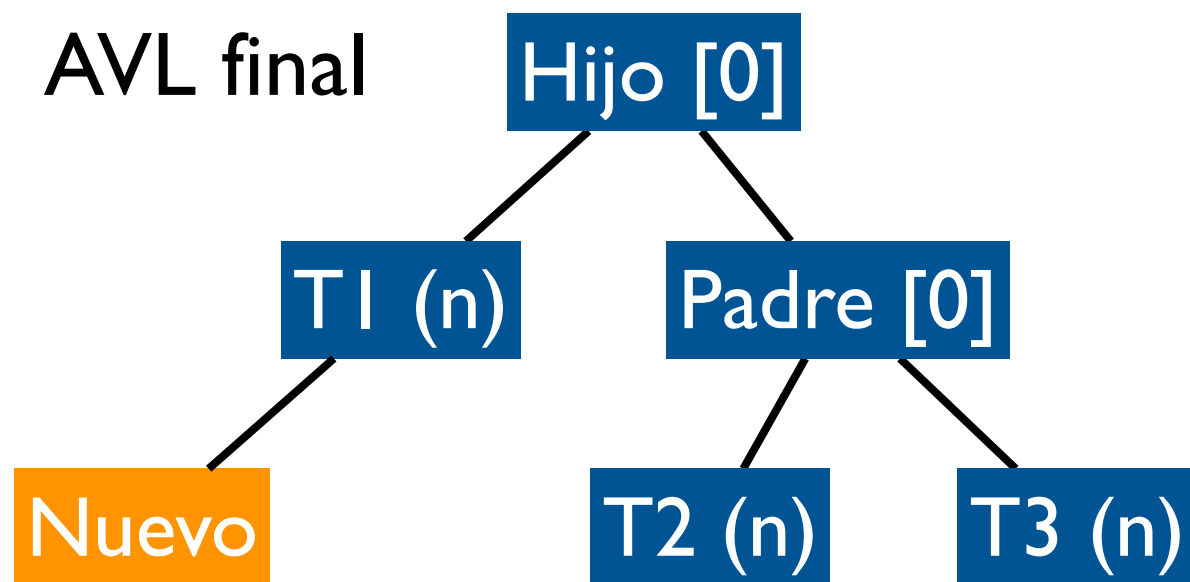 AVL final
Hijo [0]
T1 (n)
Padre [0]
Nuevo
T2 (n)
T3 (n)